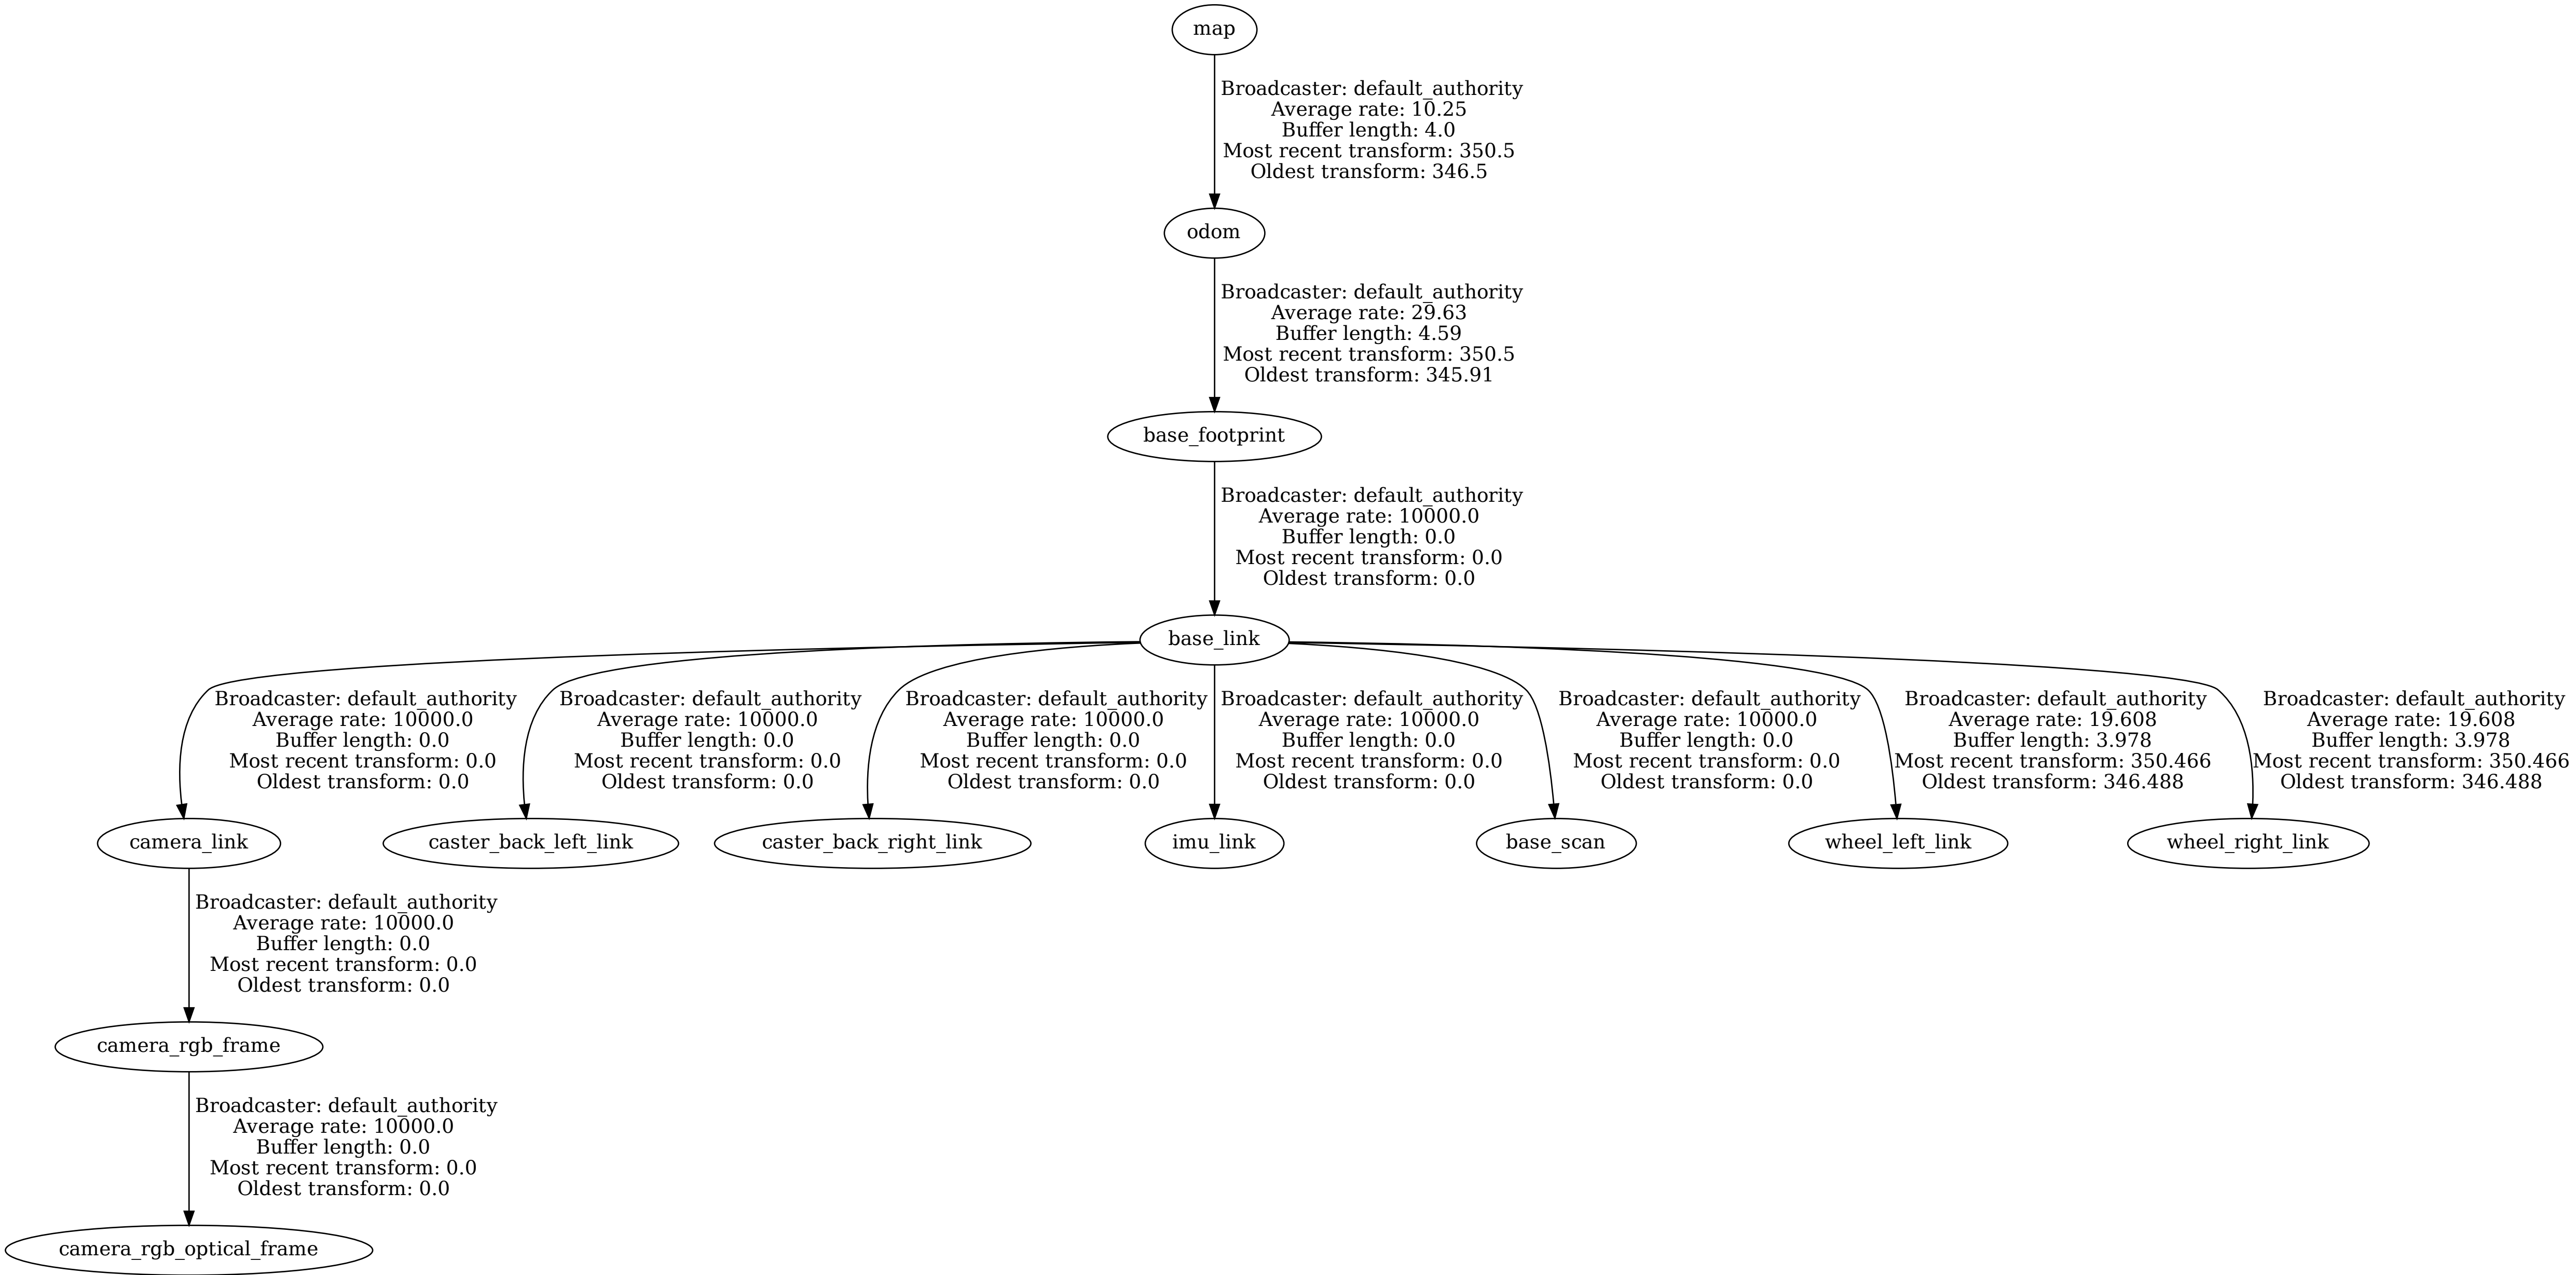 map
Broadcaster: default_authority
Average rate: 10.25
Buffer length: 4.0
Most recent transform: 350.5
Oldest transform: 346.5
odom
Broadcaster: default_authority
Average rate: 29.63
Buffer length: 4.59
Most recent transform: 350.5
Oldest transform: 345.91
base_footprint
Broadcaster: default_authority
Average rate: 10000.0
Buffer length: 0.0
Most recent transform: 0.0
Oldest transform: 0.0
base_link
Broadcaster: default_authority
Average rate: 10000.0
Buffer length: 0.0
Most recent transform: 0.0
Oldest transform: 0.0
Broadcaster: default_authority
Average rate: 10000.0
Buffer length: 0.0
Most recent transform: 0.0
Oldest transform: 0.0
Broadcaster: default_authority
Average rate: 10000.0
Buffer length: 0.0
Most recent transform: 0.0
Oldest transform: 0.0
Broadcaster: default_authority
Average rate: 10000.0
Buffer length: 0.0
Most recent transform: 0.0
Oldest transform: 0.0
Broadcaster: default_authority
Average rate: 10000.0
Buffer length: 0.0
Most recent transform: 0.0
Oldest transform: 0.0
Broadcaster: default_authority
Average rate: 19.608
Buffer length: 3.978
Most recent transform: 350.466
Oldest transform: 346.488
Broadcaster: default_authority
Average rate: 19.608
Buffer length: 3.978
Most recent transform: 350.466
Oldest transform: 346.488
camera_link
caster_back_left_link
caster_back_right_link
imu_link
base_scan
wheel_left_link
wheel_right_link
Broadcaster: default_authority
Average rate: 10000.0
Buffer length: 0.0
Most recent transform: 0.0
Oldest transform: 0.0
camera_rgb_frame
Broadcaster: default_authority
Average rate: 10000.0
Buffer length: 0.0
Most recent transform: 0.0
Oldest transform: 0.0
camera_rgb_optical_frame